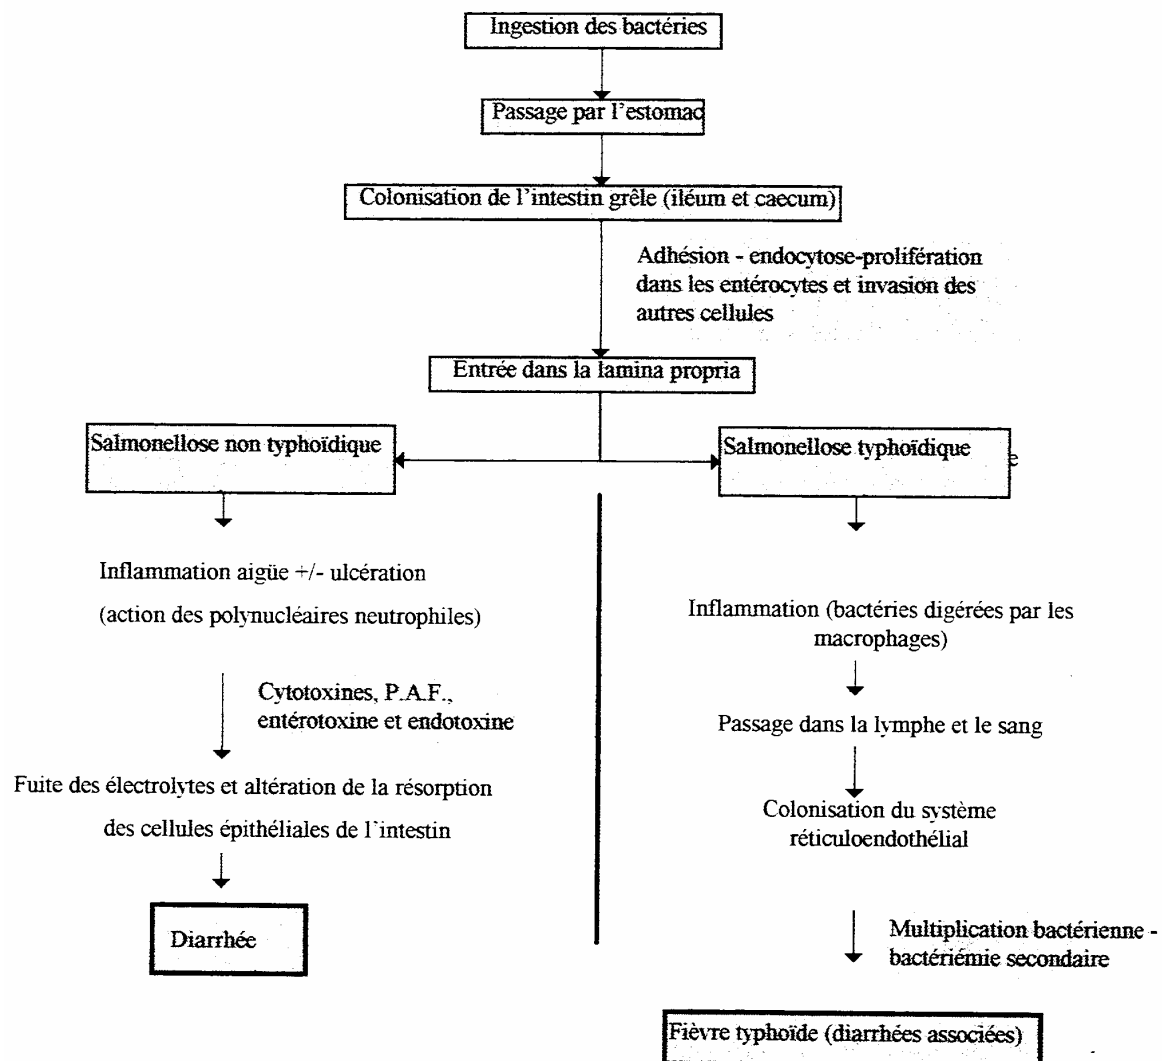 Ingestion des bactéries
Passage par l'estomac
Colonisation de l'intestin grêle (iléum et caecum)
Adhésion - endocytose-prolifération
dans les entérocytes et invasion des
autres cellules
Entrée dans la lamina propria
Salmonellose non typhoïdique
Inflammation aigüe +/- ulcération
(action des polynucléaires neutrophiles)
Cytotoxines, P.A.F.,
entérotoxine et endotoxine
Fuite des électrolytes et altération de la résorption
des cellules épithéliales de l'intestin
Diarrhée
Salmonellose typhoïdique
e
Inflammation (bactéries digérées par les
macrophages)
Passage dans la lymphe et le sang
Colonisation du système
réticuloendothélial
Multiplication bactérienne -
bactériémie secondaire
Fièvre typhoïde (diarrhées associées)